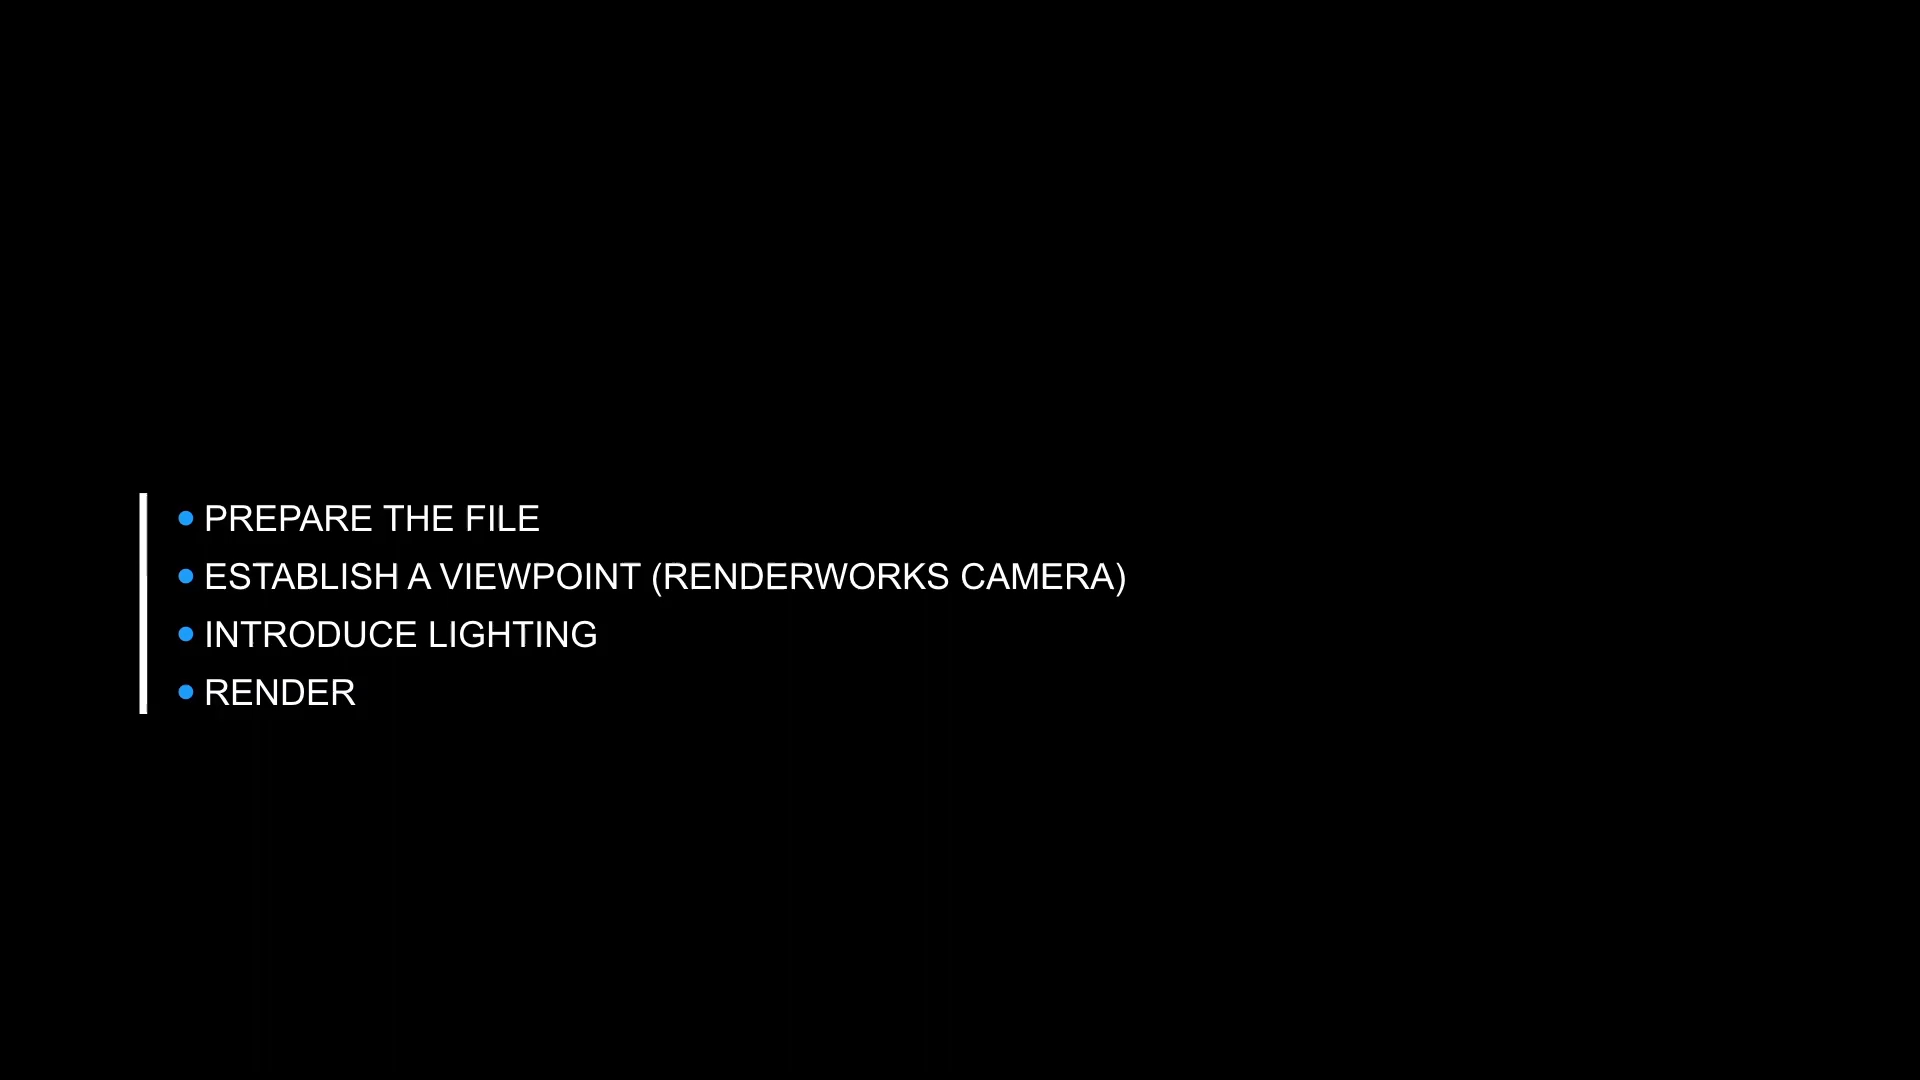 • PREPARE THE FILE
• ESTABLISH A VIEWPOINT (RENDERWORKS CAMERA)
• INTRODUCE LIGHTING
• RENDER